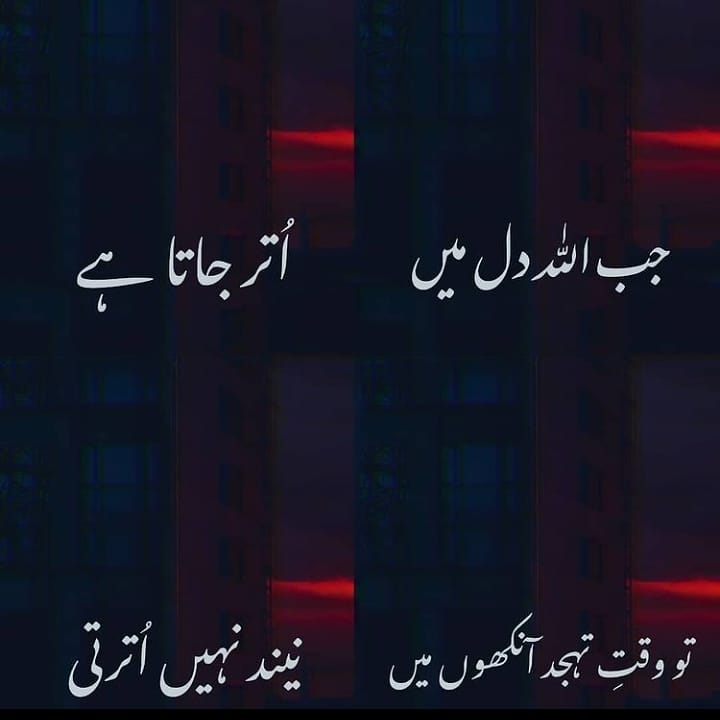 جب اللہ دل میں
اُتر جاتا ہے
تو وقتِ تہجد آنکھوں میں
نیند نہیں اُترتی